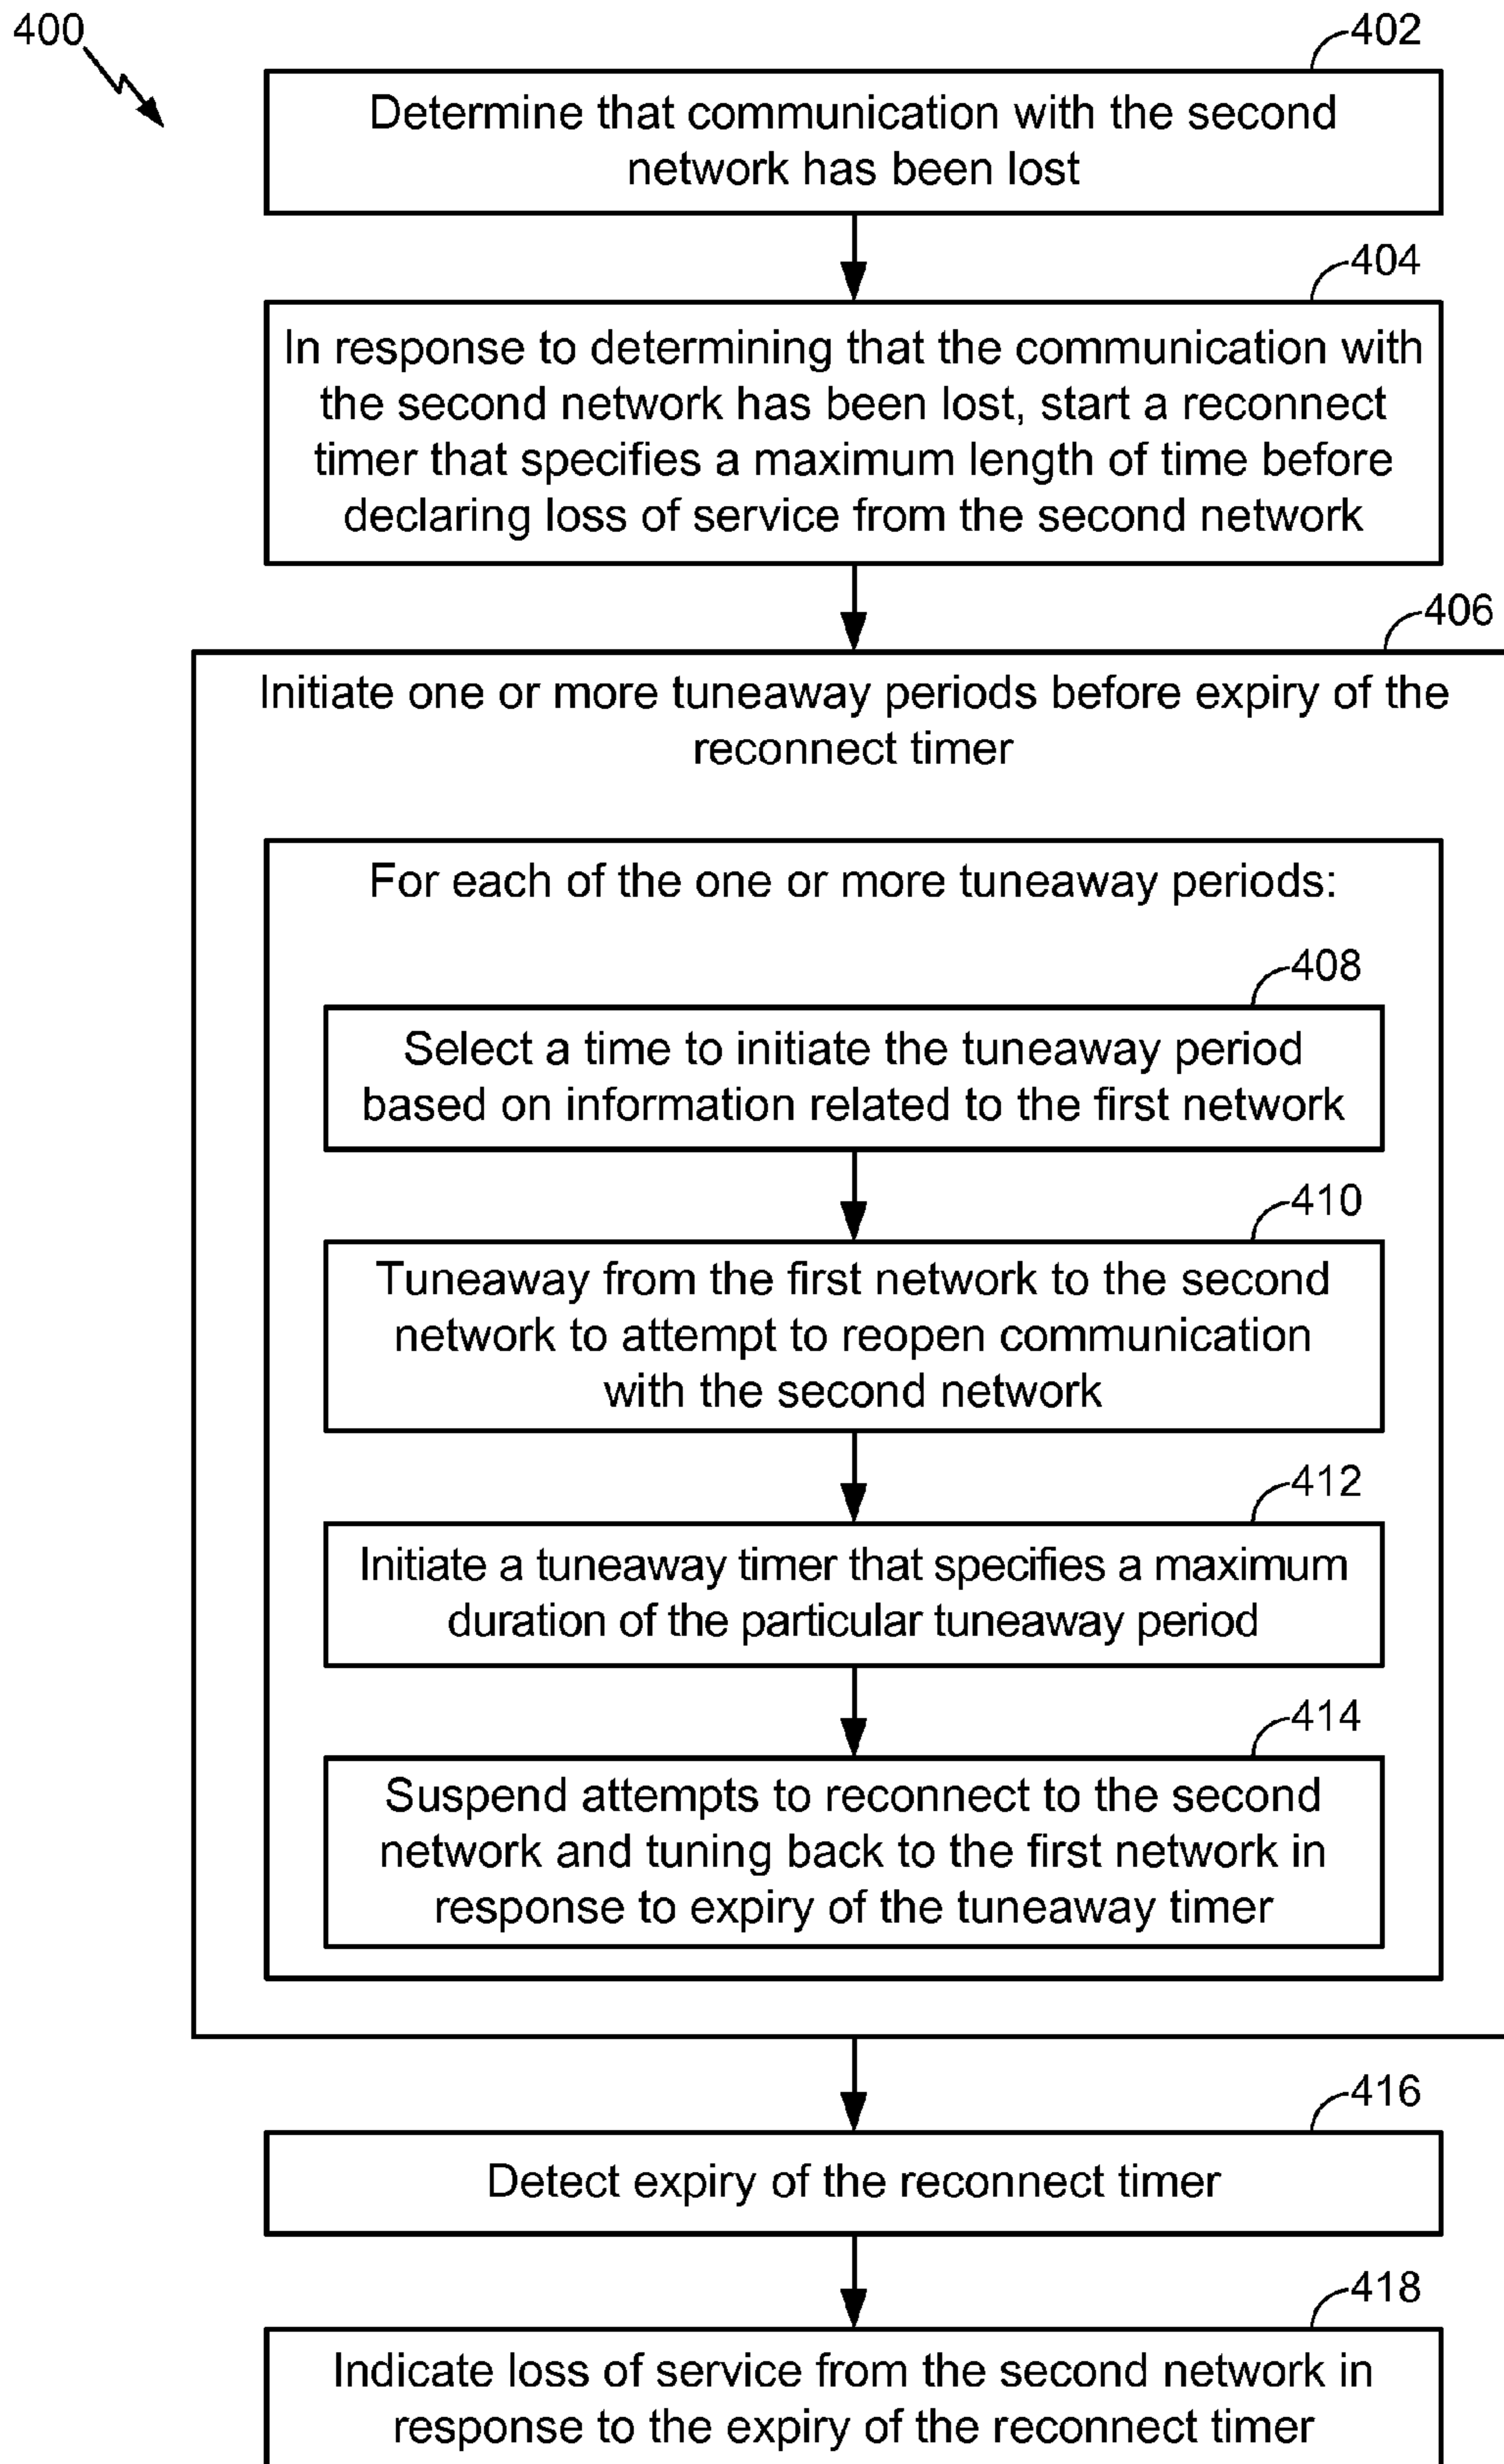 400
402
Determine that communication with the second
network has been lost
404
In response to determining that the communication with
the second network has been lost, start a reconnect
timer that specifies a maximum length of time before
declaring loss of service from the second network
406
Initiate one or more tuneaway periods before expiry of the
reconnect timer
For each of the one or more tuneaway periods:
408
Select a time to initiate the tuneaway period
based on information related to the first network
410
Tuneaway from the first network to the second
network to attempt to reopen communication
with the second network
412
Initiate a tuneaway timer that specifies a maximum
duration of the particular tuneaway period
414
Suspend attempts to reconnect to the second
network and tuning back to the first network in
response to expiry of the tuneaway timer
416
Detect expiry of the reconnect timer
418
Indicate loss of service from the second network in
response to the expiry of the reconnect timer